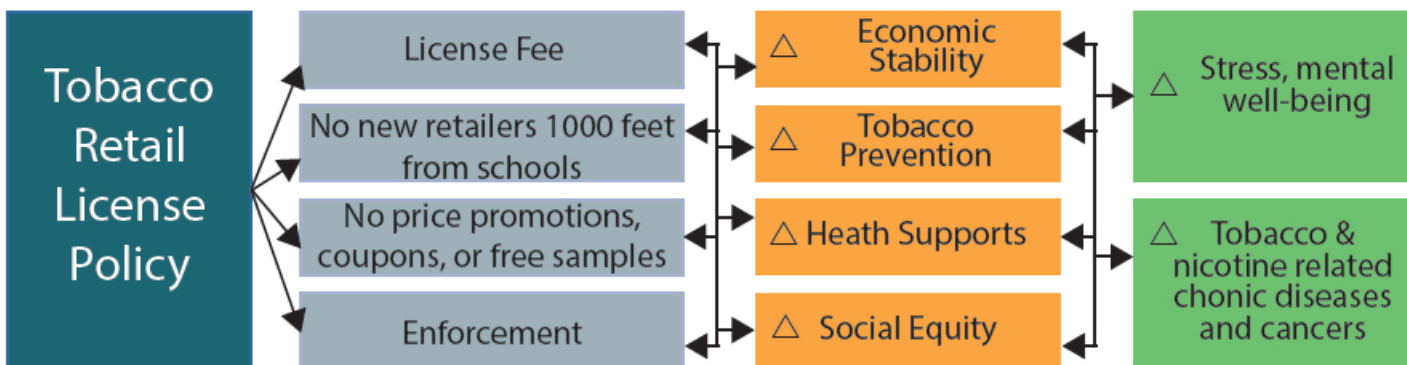 Tobacco
Retail
License
Policy
License Fee
No new retailers 1000 feet
from schools
No price promotions,
coupons, or free samples
Enforcement
△ Economic
Stability
△ Tobacco
Prevention
△ Heath Supports
△ Social Equity
△ Stress, mental
well-being
△ Tobacco &
nicotine related
chonic diseases
and cancers